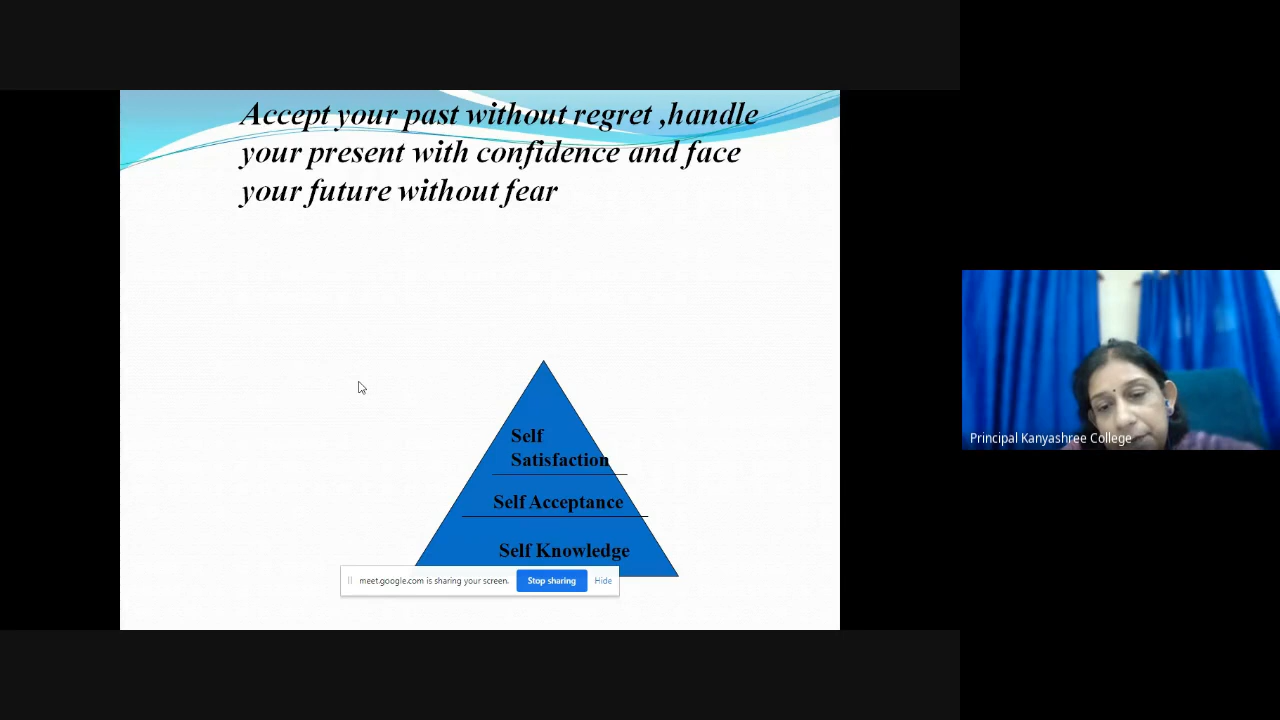 Accept your past without regret ,handle
your present with confidence and face
your future without fear
Self
Satisfaction
Self Acceptance
Self Knowledge
meet.google.com is sharing your screen.
Stop sharing
Hide
Principal Kanyashree College